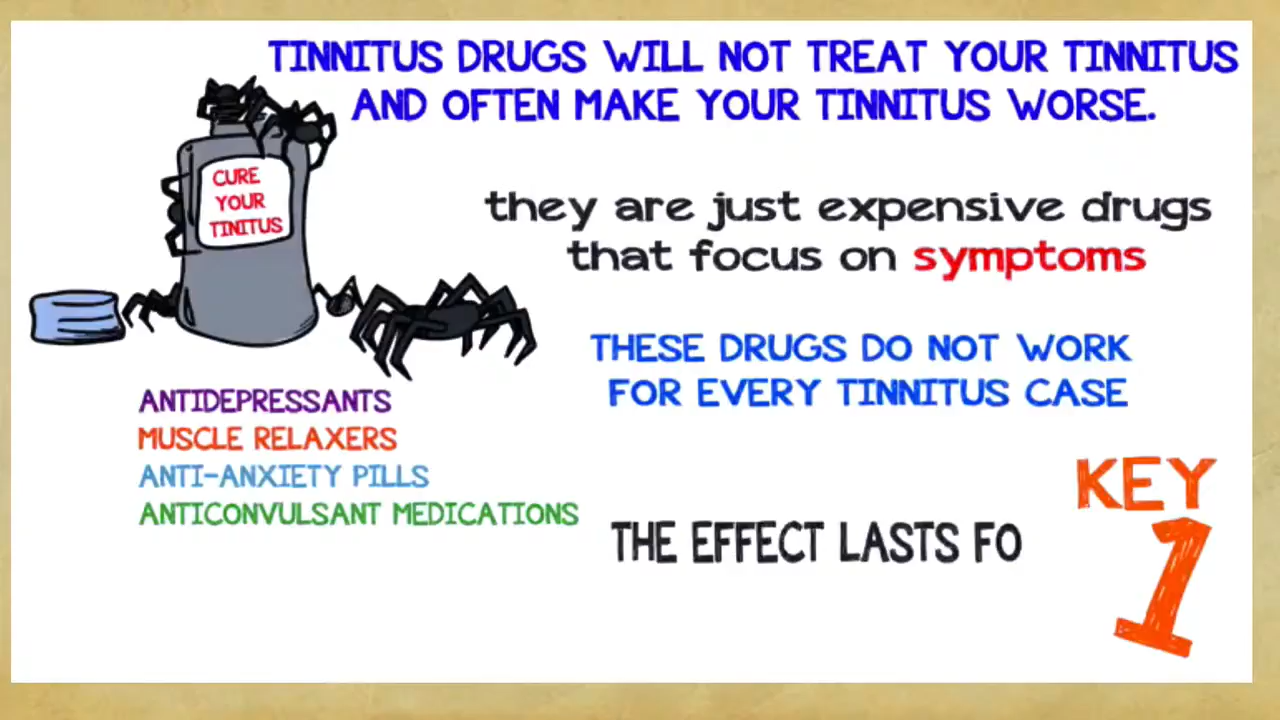 TINNITUS DRUGS WILL NOT TREAT YOUR TINNITUS
AND OFTEN MAKE YOUR TINNITUS WORSE.
CURE
YOUR
TINITUS
they are just expensive drugs
that focus on symptoms
THESE DRUGS DO NOT WORK
FOR EVERY TINNITUS CASE
ANTIDEPRESSANTS
MUSCLE RELAXERS
ANTI-ANXIETY PILLS
ANTICONVULSANT MEDICATIONS
THE EFFECT LASTS FO
KEY
1